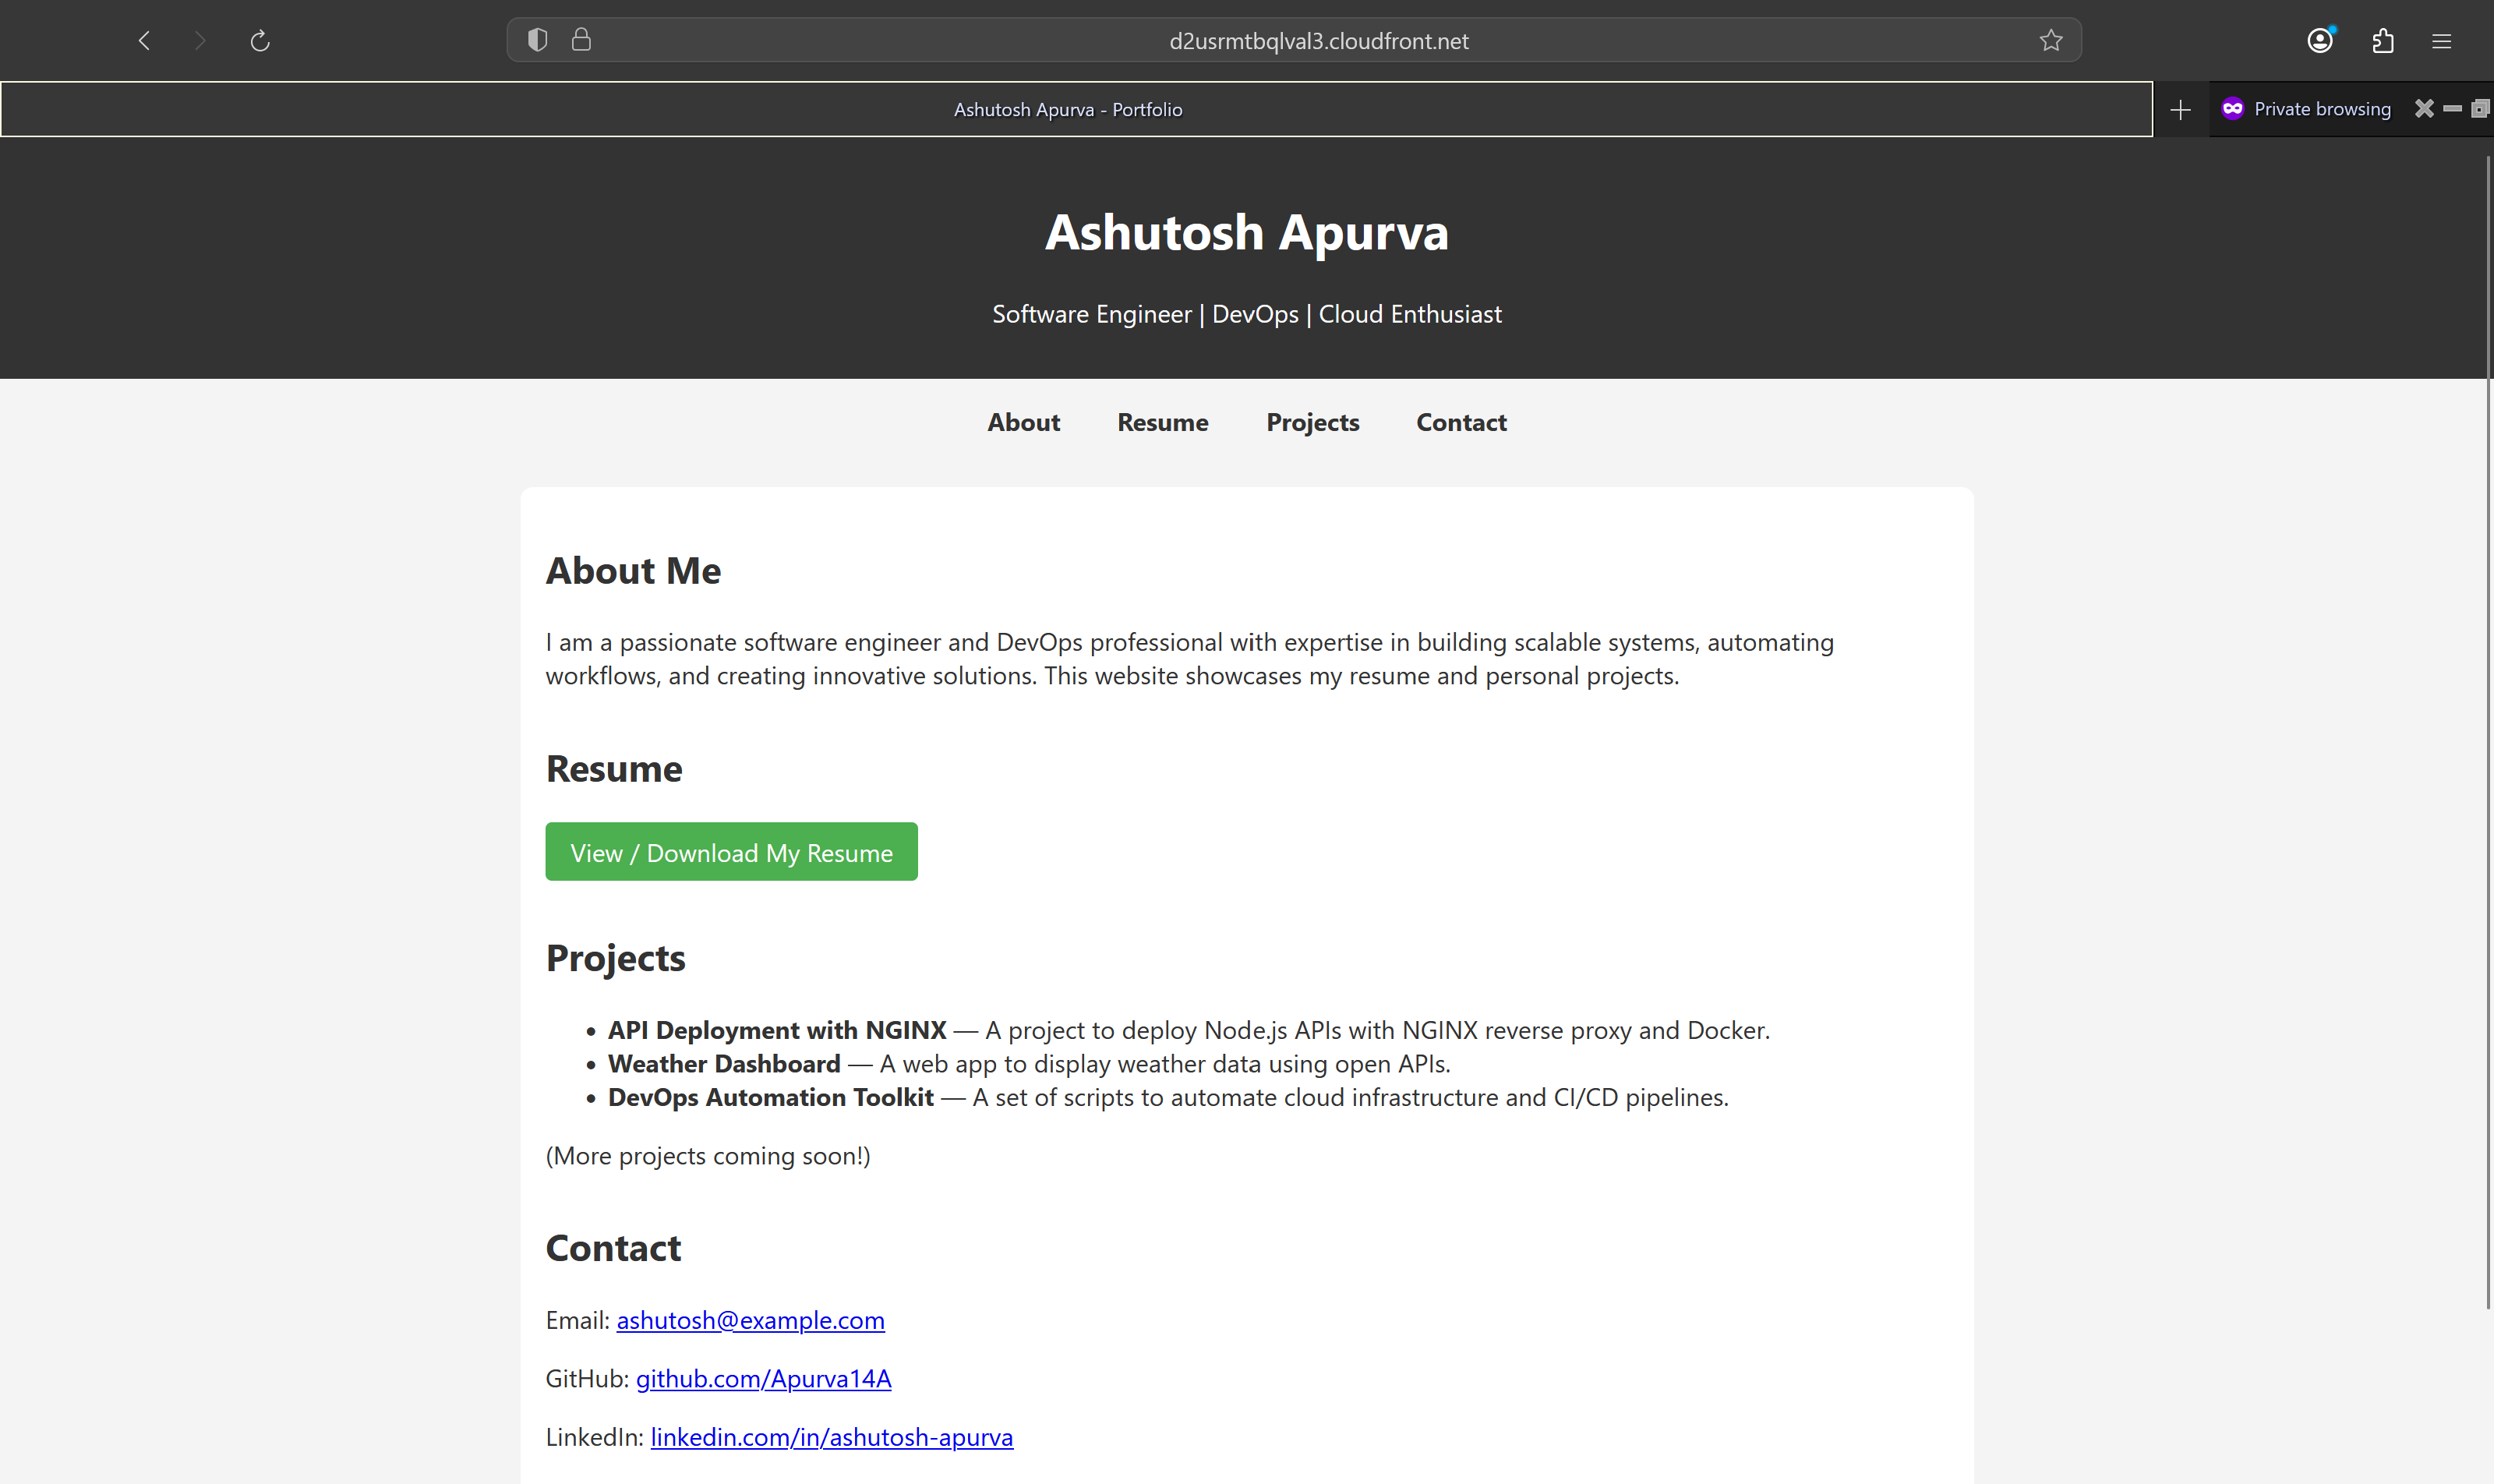 d2usrmtbqlval3.cloudfront.net
Ashutosh Apurva - Portfolio
Private browsing
Ashutosh Apurva
Software Engineer | DevOps | Cloud Enthusiast
About Resume Projects Contact
About Me
I am a passionate software engineer and DevOps professional with expertise in building scalable systems, automating
workflows, and creating innovative solutions. This website showcases my resume and personal projects.
Resume
View / Download My Resume
Projects
• API Deployment with NGINX — A project to deploy Node.js APIs with NGINX reverse proxy and Docker.
• Weather Dashboard — A web app to display weather data using open APIs.
• DevOps Automation Toolkit — A set of scripts to automate cloud infrastructure and CI/CD pipelines.
(More projects coming soon!)
Contact
Email: ashutosh@example.com
GitHub: github.com/Apurva14A
LinkedIn: linkedin.com/in/ashutosh-apurva